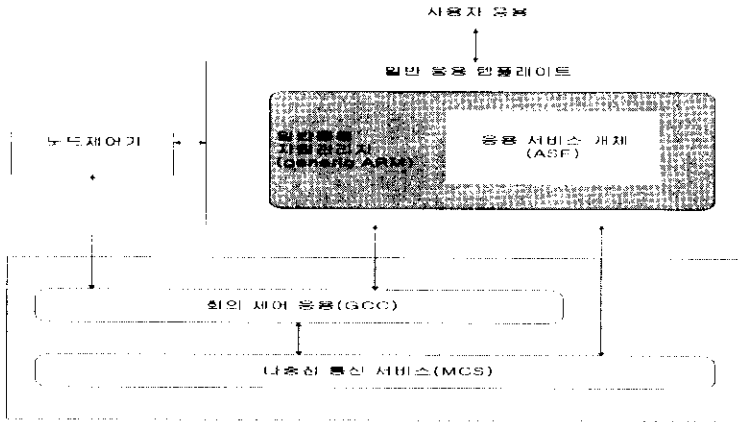 사용자 응용
일반 응용 템플레이트
노드제어기
일반응용
자원관리자
(generic ARM)
응용 서비스 개체
(ASE)
회의 제어 응용(GCC)
다중점 통신 서비스(MCS)